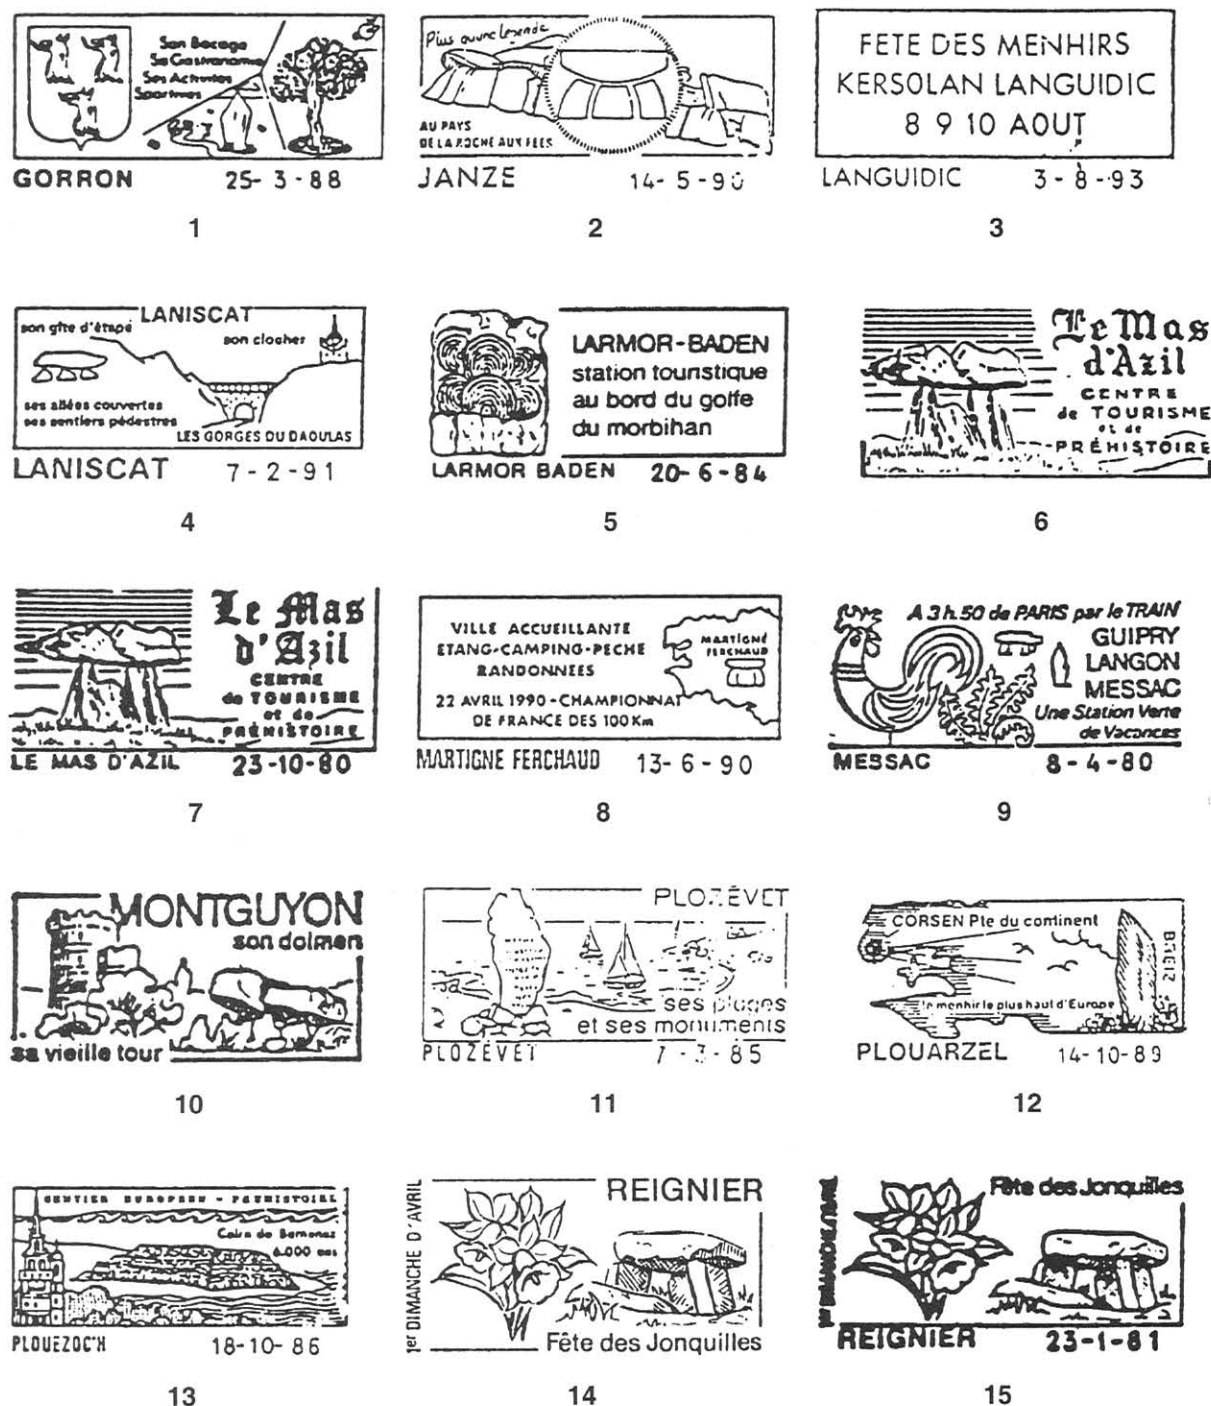 Son Bocage
Sa Gastronomie
Ses Activités
Sportives
GORRON 25-3-88
1
Plus qu'une légende
AU PAYS
DE LA ROCHE AUX FEES
JANZE 14-5-90
2
FETE DES MENHIRS
KERSOLAN LANGUIDIC
8 9 10 AOUT
LANGUIDIC 3-8-93
3
LANISCAT
son gîte d'étape
son clocher
ses allées couvertes
ses sentiers pédestres
LES GORGES DU DAOULAS
LANISCAT 7-2-91
4
LARMOR-BADEN
station touristique
au bord du golfe
du morbihan
LARMOR BADEN 20-6-84
5
Le Mas
d'Azil
CENTRE
de TOURISME
et de
PRÉHISTOIRE
6
Le Mas
d'Azil
CENTRE
de TOURISME
et de
PRÉHISTOIRE
LE MAS D'AZIL 23-10-80
7
VILLE ACCUEILLANTE
ETANG-CAMPING-PECHE
RANDONNEES
22 AVRIL 1990-CHAMPIONNAT
DE FRANCE DES 100 Km
MARTIGNÉ
FERCHAUD
MARTIGNE FERCHAUD 13-6-90
8
A 3h.50 de PARIS par le TRAIN
GUIPRY
LANGON
MESSAC
Une Station Verte
de Vacances
MESSAC 8-4-80
9
MONTGUYON
son dolmen
sa vieille tour
10
PLOZÉVET
ses plages
et ses monuments
PLOZÉVET 7-3-85
11
CORSEN Pte du continent
le menhir le plus haut d'Europe
BREIZ
PLOUARZEL 14-10-89
12
SENTIER EUROPEEN - PREHISTOIRE
Cairn de Barnenez
6.000 ans
PLOUEZOC'H 18-10-86
13
1er DIMANCHE D'AVRIL
REIGNIER
Fête des Jonquilles
14
1er DIMANCHE D'AVRIL
Fête des Jonquilles
REIGNIER 23-1-81
15